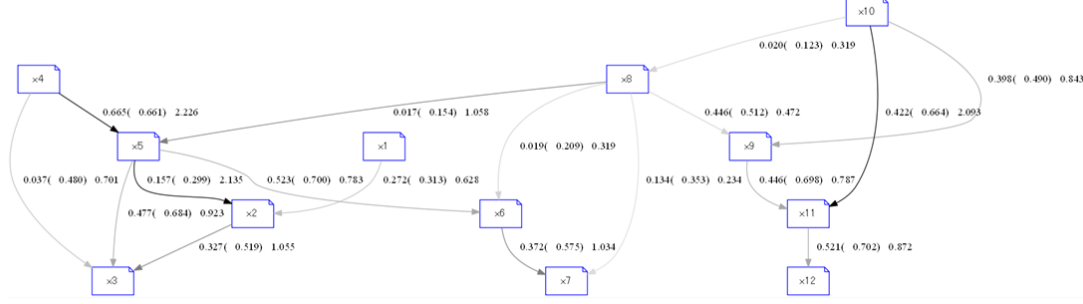 x10
0.020( 0.123) 0.319
x4
x8
0.398( 0.490) 0.843
0.665( 0.661) 2.226
0.017( 0.154) 1.058
0.446( 0.512) 0.472
0.422( 0.664) 2.093
x5
x1
0.019( 0.209) 0.319
x9
0.037( 0.480) 0.701
0.157( 0.299) 2.135
0.523( 0.700) 0.783
0.272( 0.313) 0.628
0.134( 0.353) 0.234
0.446( 0.698) 0.787
0.477( 0.684) 0.923
x2
x6
x11
0.327( 0.519) 1.055
0.372( 0.575) 1.034
0.521( 0.702) 0.872
x3
x7
x12